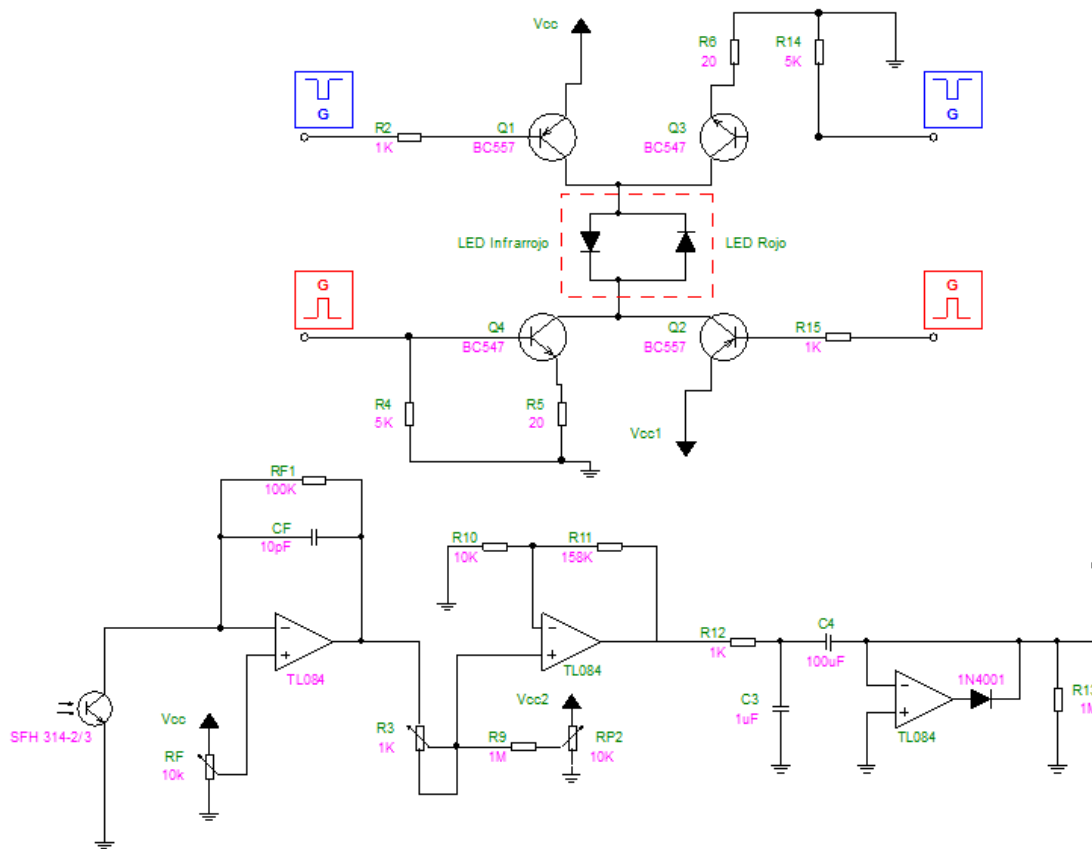 Vcc
R6
20
R14
5K
G
R2
1K
Q1
BC557
Q3
BC547
G
LED Infrarrojo
LED Rojo
G
Q4
BC547
Q2
BC557
R15
1K
G
R4
5K
R5
20
Vcc1
RF1
100K
CF
10pF
R10
10K
R11
158K
TL084
TL084
R12
1K
C4
100uF
1N4001
C3
1uF
TL084
R13
1M
SFH 314-2/3
Vcc
RF
10k
R3
1K
R9
1M
Vcc2
RP2
10K